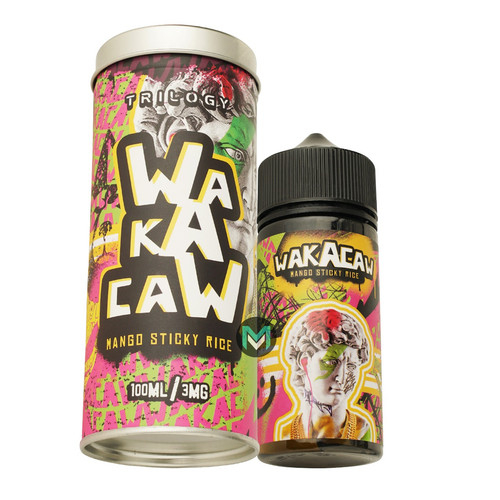 TRILOGY
WA
KA
CAW
MANGO STICKY RICE
100ML/3MG
WAKACAW
MANGO STICKY RICE
M